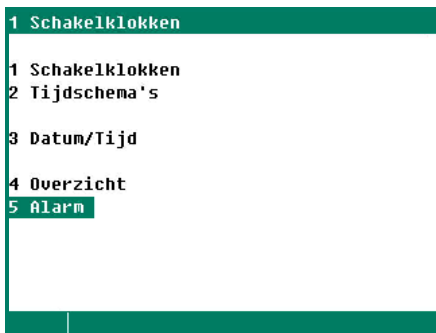 1 Schakelklokken
1 Schakelklokken
2 Tijdschema's
3 Datum/Tijd
4 Overzicht
5 Alarm